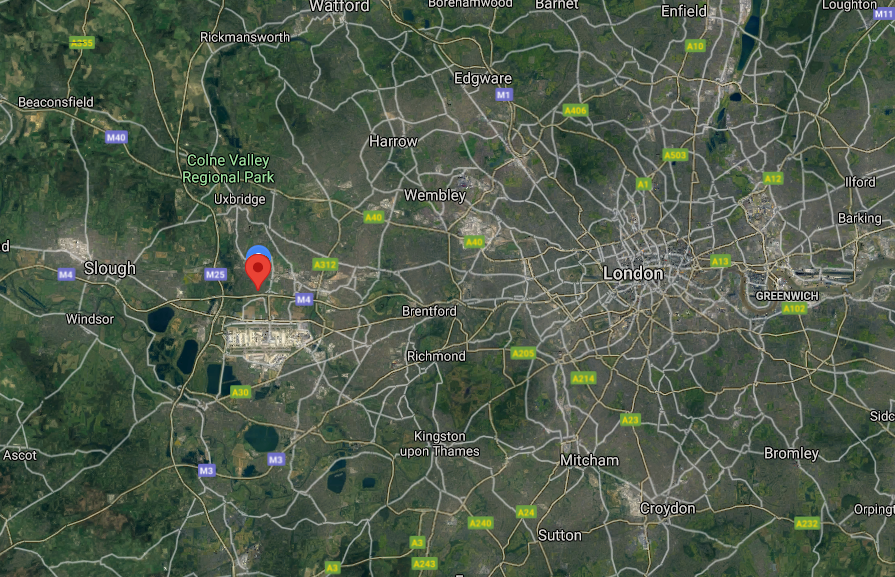 Watford
Borehamwood
Barnet
Enfield
Loughton
M11
A355
Rickmansworth
A10
Edgware
M1
Beaconsfield
A406
M40
Harrow
A503
Colne Valley
Regional Park
A1
A12
Ilford
Uxbridge
Wembley
A40
Barking
A40
d
Slough
M4
M25
A312
London
A13
M4
GREENWICH
A102
Windsor
Brentford
Richmond
A205
A30
A214
A23
Sidc
Kingston
upon Thames
Ascot
M3
M3
Mitcham
Bromley
Croydon
Orping
A24
A240
A232
Sutton
A3
A243
A3